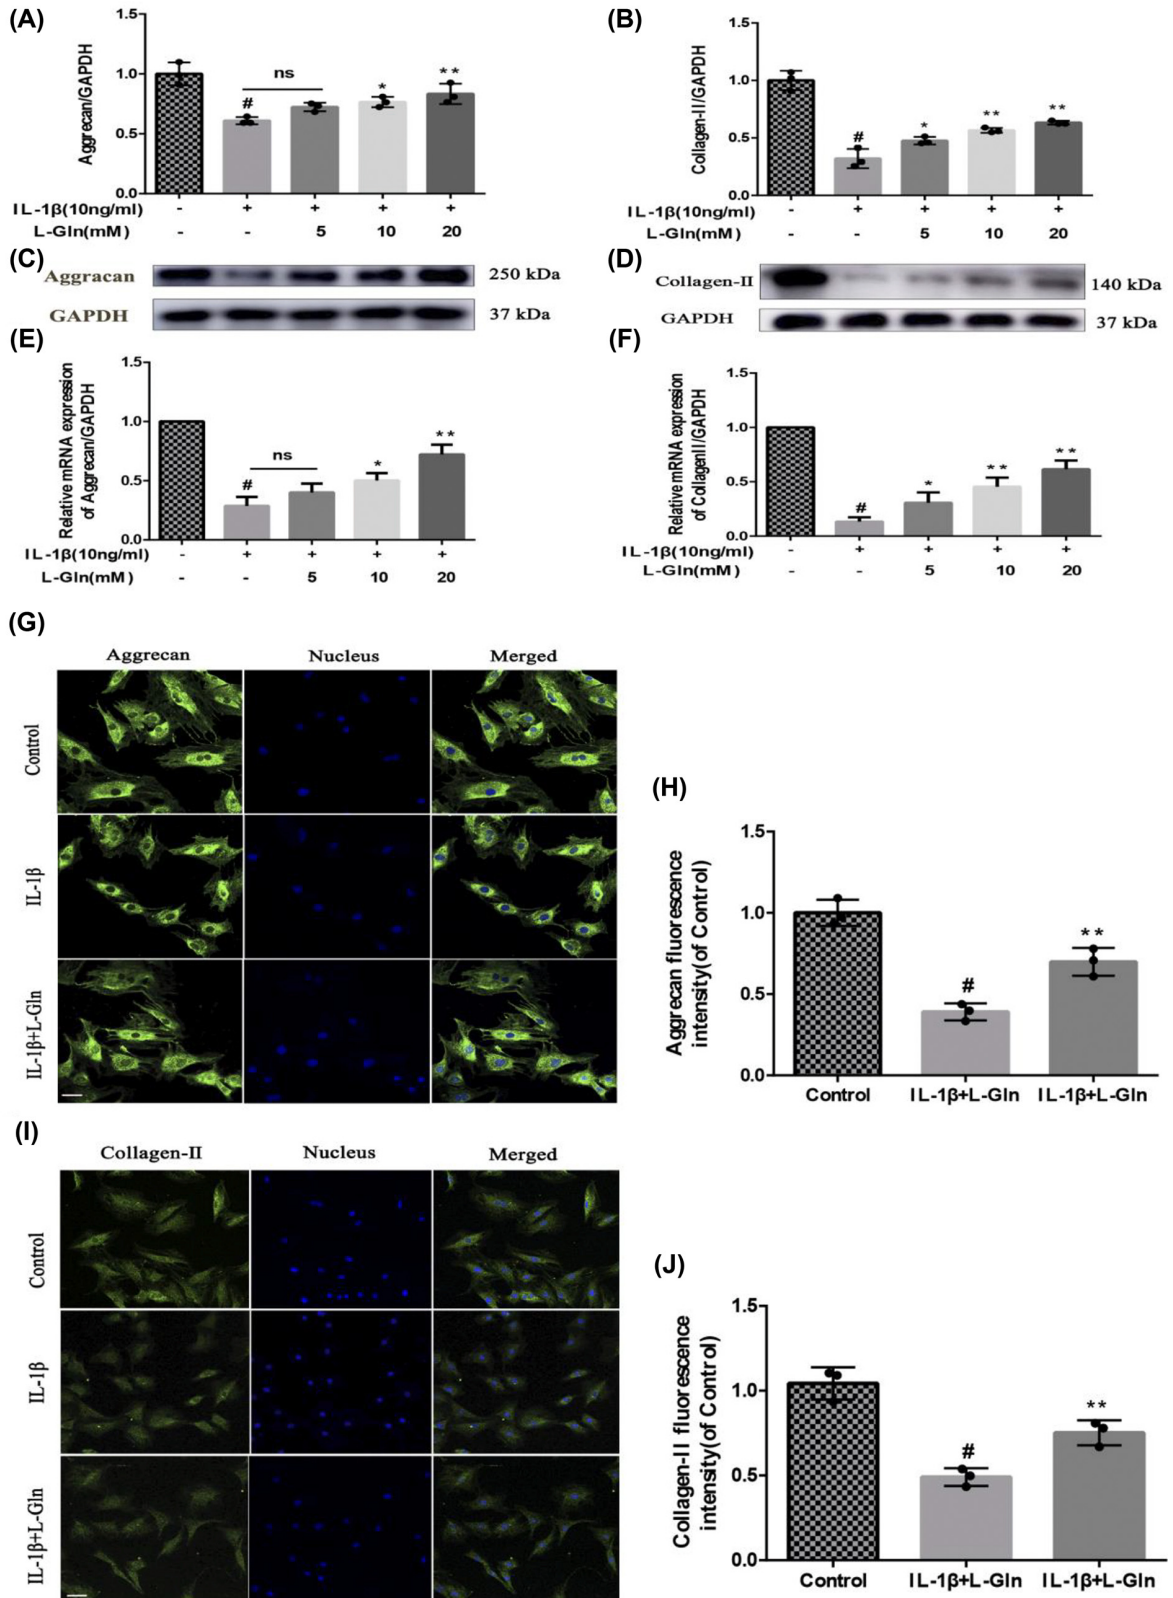 (A)
Aggrecan/GAPDH
1.5
1.0
0.5
0.0
#
ns
*
**
IL-1β(10ng/ml)
-
+
+
+
+
L-Gln(mM)
-
-
5
10
20
(B)
Collagen-II/GAPDH
1.5
1.0
0.5
0.0
#
*
**
**
IL-1β(10ng/ml)
-
+
+
+
+
L-Gln(mM)
-
-
5
10
20
(C)
Aggracan
250 kDa
GAPDH
37 kDa
(D)
Collagen-II
140 kDa
GAPDH
37 kDa
(E)
Relative mRNA expression
of Aggrecan/GAPDH
1.5
1.0
0.5
0.0
#
ns
*
**
IL-1β(10ng/ml)
-
+
+
+
+
L-Gln(mM)
-
-
5
10
20
(F)
Relative mRNA expression
of CollagenII/GAPDH
1.5
1.0
0.5
0.0
#
*
**
**
IL-1β(10ng/ml)
-
+
+
+
+
L-Gln(mM)
-
-
5
10
20
(G)
Aggrecan
Nucleus
Merged
Control
IL-1β
IL-1β+L-Gln
(H)
Aggrecan fluorescence
intensity(of Control)
1.5
1.0
0.5
0.0
#
**
Control
IL-1β+L-Gln
IL-1β+L-Gln
(I)
Collagen-II
Nucleus
Merged
Control
IL-1β
IL-1β+L-Gln
(J)
Collagen-II fluorescence
intensity(of Control)
1.5
1.0
0.5
0.0
#
**
Control
IL-1β+L-Gln
IL-1β+L-Gln